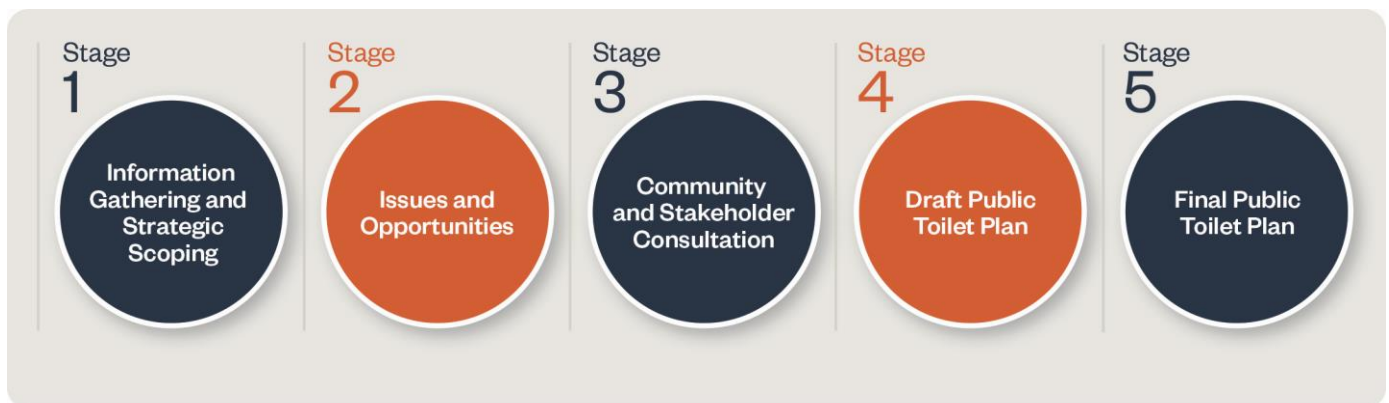 Stage
1
Information
Gathering and
Strategic
Scoping
Stage
2
Issues and
Opportunities
Stage
3
Community
and Stakeholder
Consultation
Stage
4
Draft Public
Toilet Plan
Stage
5
Final Public
Toilet Plan